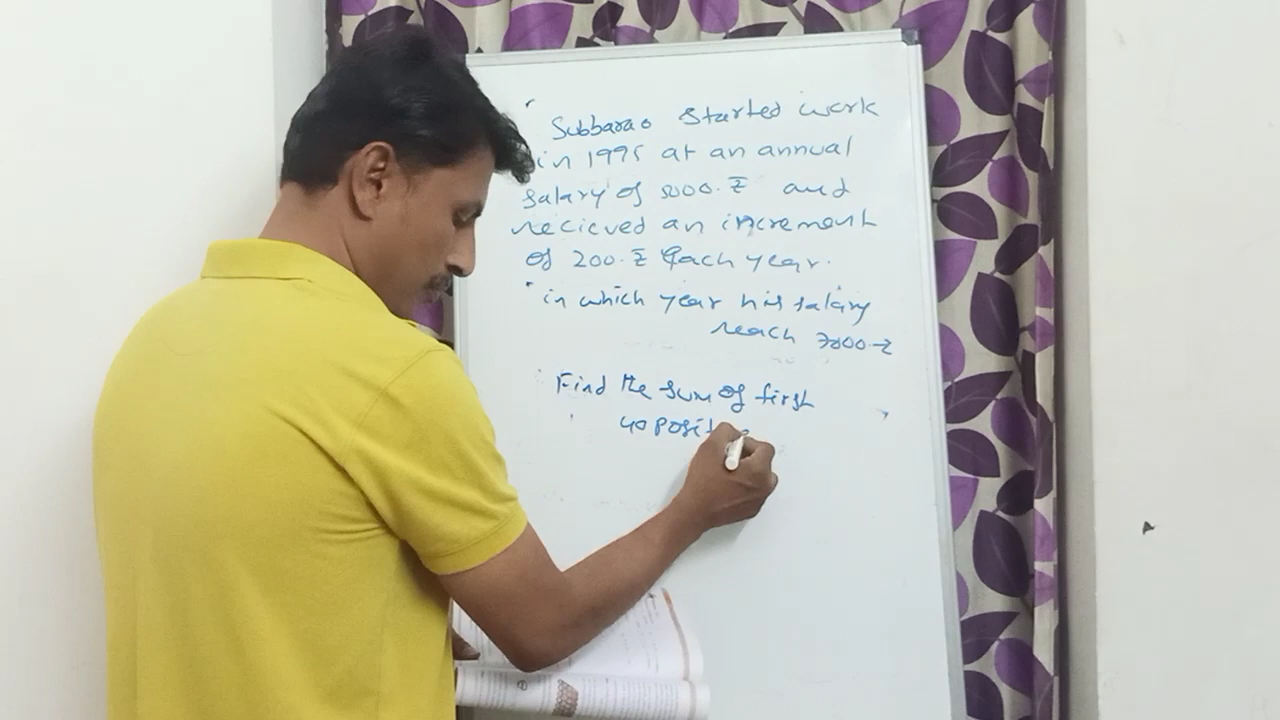 Subbarao started work
in 1995 at an annual
salary of 5000.₹ and
recieved an increment
of 200.₹ each year.
in which year his salary
reach 7000-₹
Find the sum of first
40 posit